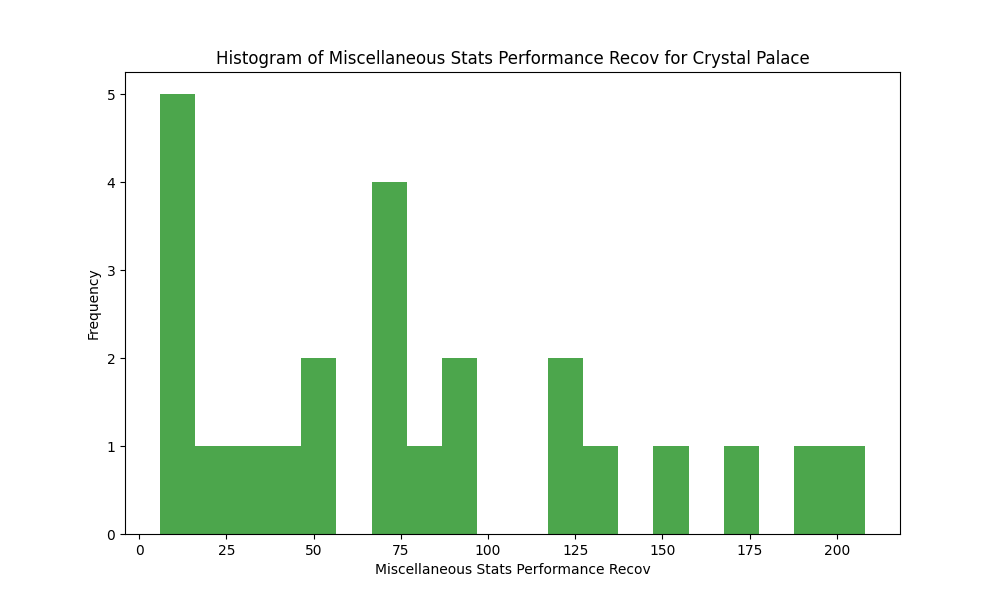 Histogram of Miscellaneous Stats Performance Recov for Crystal Palace
5
4
3
2
1
0
Frequency
0 25 50 75 100 125 150 175 200
Miscellaneous Stats Performance Recov